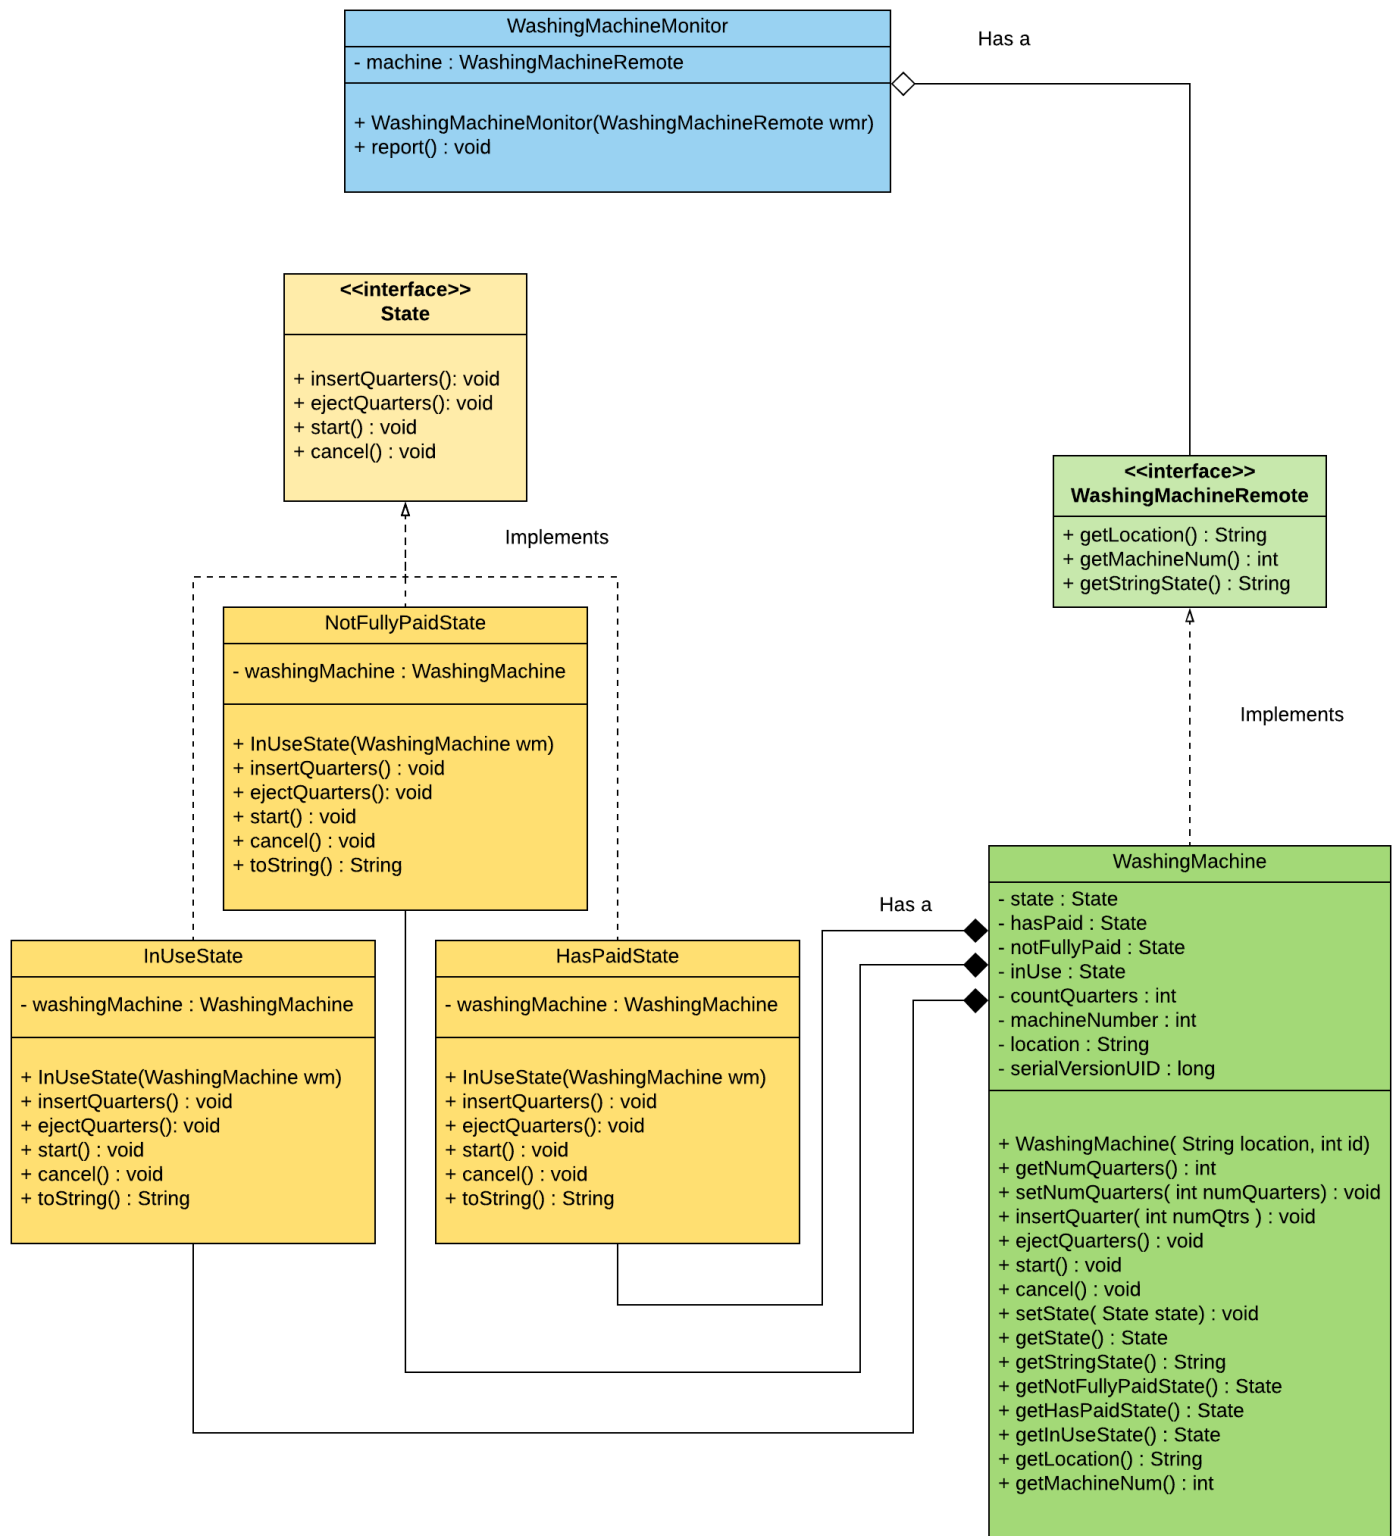 WashingMachineMonitor
- machine : WashingMachineRemote
+ WashingMachineMonitor(WashingMachineRemote wmr)
+ report() : void
Has a
<<interface>>
State
+ insertQuarters(): void
+ ejectQuarters(): void
+ start() : void
+ cancel() : void
Implements
<<interface>>
WashingMachineRemote
+ getLocation() : String
+ getMachineNum() : int
+ getStringState() : String
Implements
NotFullyPaidState
- washingMachine : WashingMachine
+ InUseState(WashingMachine wm)
+ insertQuarters() : void
+ ejectQuarters(): void
+ start() : void
+ cancel() : void
+ toString() : String
InUseState
- washingMachine : WashingMachine
+ InUseState(WashingMachine wm)
+ insertQuarters() : void
+ ejectQuarters(): void
+ start() : void
+ cancel() : void
+ toString() : String
HasPaidState
- washingMachine : WashingMachine
+ InUseState(WashingMachine wm)
+ insertQuarters() : void
+ ejectQuarters(): void
+ start() : void
+ cancel() : void
+ toString() : String
Has a
WashingMachine
- state : State
- hasPaid : State
- notFullyPaid : State
- inUse : State
- countQuarters : int
- machineNumber : int
- location : String
- serialVersionUID : long
+ WashingMachine( String location, int id)
+ getNumQuarters() : int
+ setNumQuarters( int numQuarters) : void
+ insertQuarter( int numQtrs ) : void
+ ejectQuarters() : void
+ start() : void
+ cancel() : void
+ setState( State state) : void
+ getState() : State
+ getStringState() : String
+ getNotFullyPaidState() : State
+ getHasPaidState() : State
+ getInUseState() : State
+ getLocation() : String
+ getMachineNum() : int